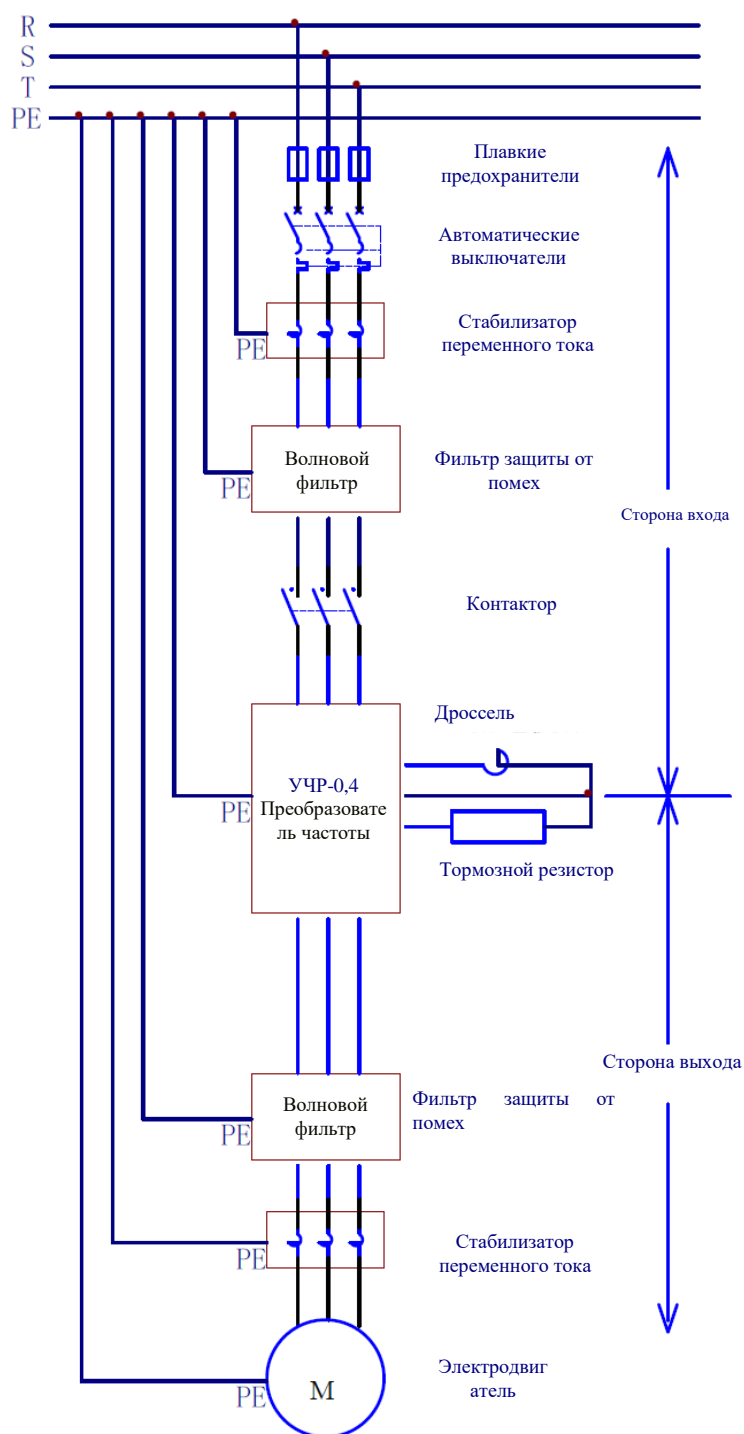 R
S
T
PE
Плавкие
предохранители
Автоматические
выключатели
Стабилизатор
переменного тока
PE
Волновой
фильтр
Фильтр защиты от
помех
PE
Сторона входа
Контактор
Дроссель
УЧР-0,4
Преобразовате
ль частоты
PE
Тормозной резистор
Сторона выхода
Волновой
фильтр
Фильтр защиты от
помех
PE
Стабилизатор
переменного тока
PE
Электродвиг
атель
M
PE